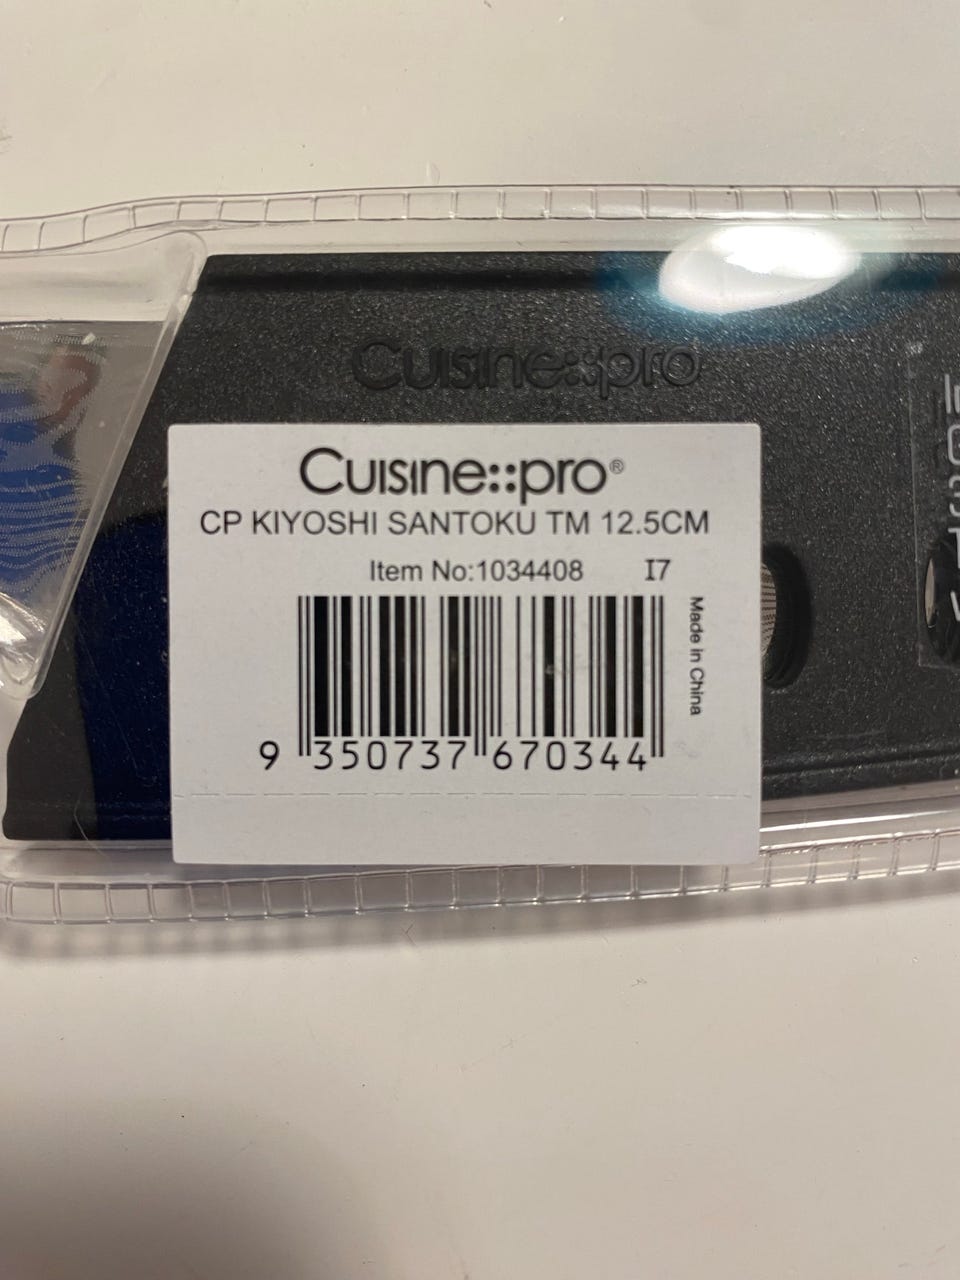 Cuisine::pro
Cuisine::pro®
CP KIYOSHI SANTOKU TM 12.5CM
Item No:1034408 I7
Made in China
9 350737 670344